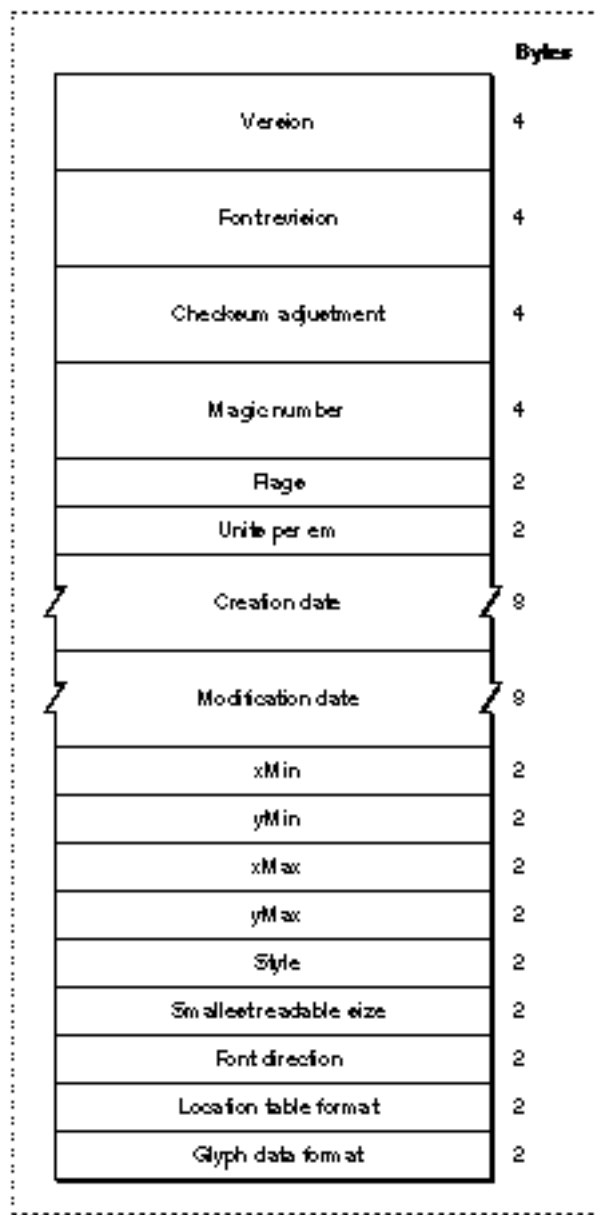 Bytes
Version 4
Font revision 4
Checksum adjustment 4
Magic number 4
Flags 2
Units per em 2
Creation date 8
Modification date 8
xMin 2
yMin 2
xMax 2
yMax 2
Style 2
Smallest readable size 2
Font direction 2
Location table format 2
Glyph data format 2